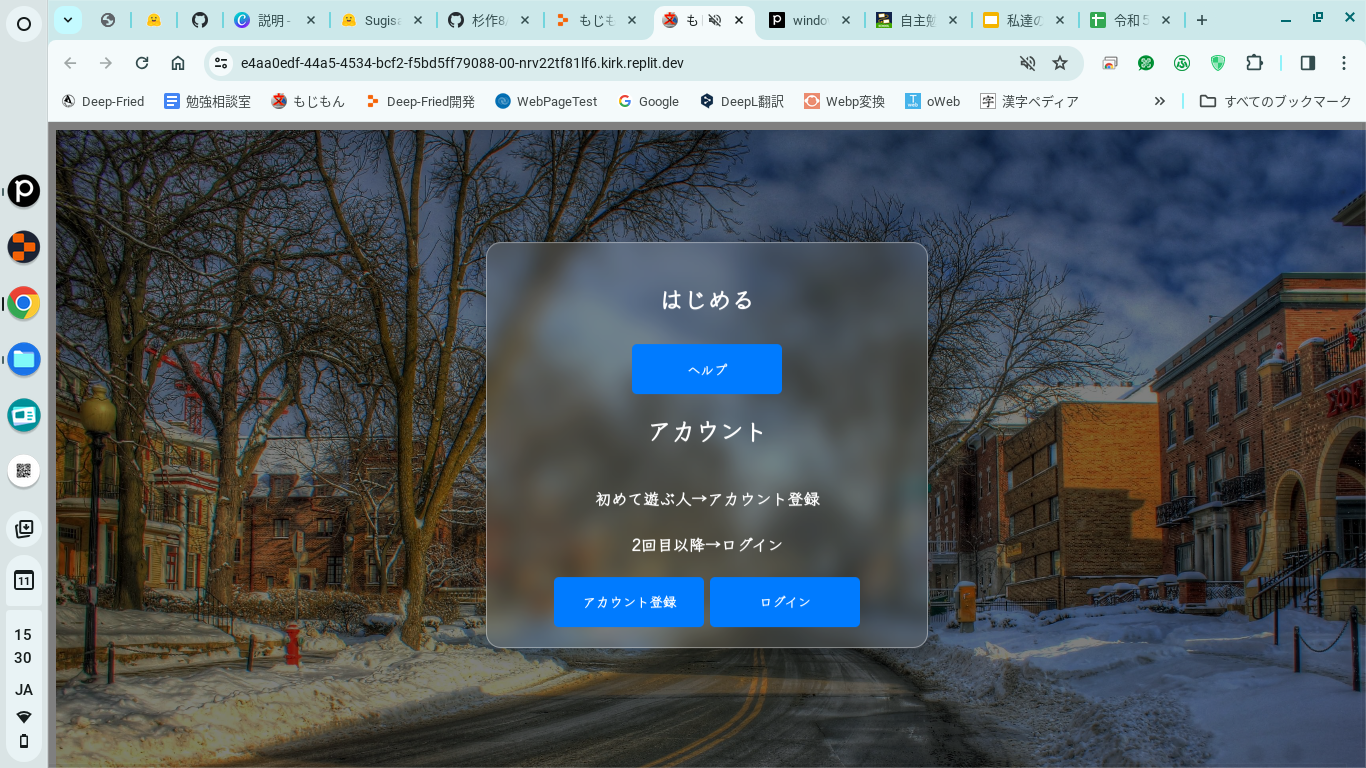 説明 -
Sugisa
杉作8/
もじも
も
windo
自主勉
私達の
令和 5
e4aa0edf-44a5-4534-bcf2-f5bd5ff79088-00-nrv22tf81lf6.kirk.replit.dev
Deep-Fried
勉強相談室
もじもん
Deep-Fried開発
WebPageTest
Google
DeepL翻訳
Webp変換
oWeb
字
漢字ペディア
すべてのブックマーク
はじめる
ヘルプ
アカウント
初めて遊ぶ人→アカウント登録
2回目以降→ログイン
アカウント登録
ログイン
11
15
30
JA